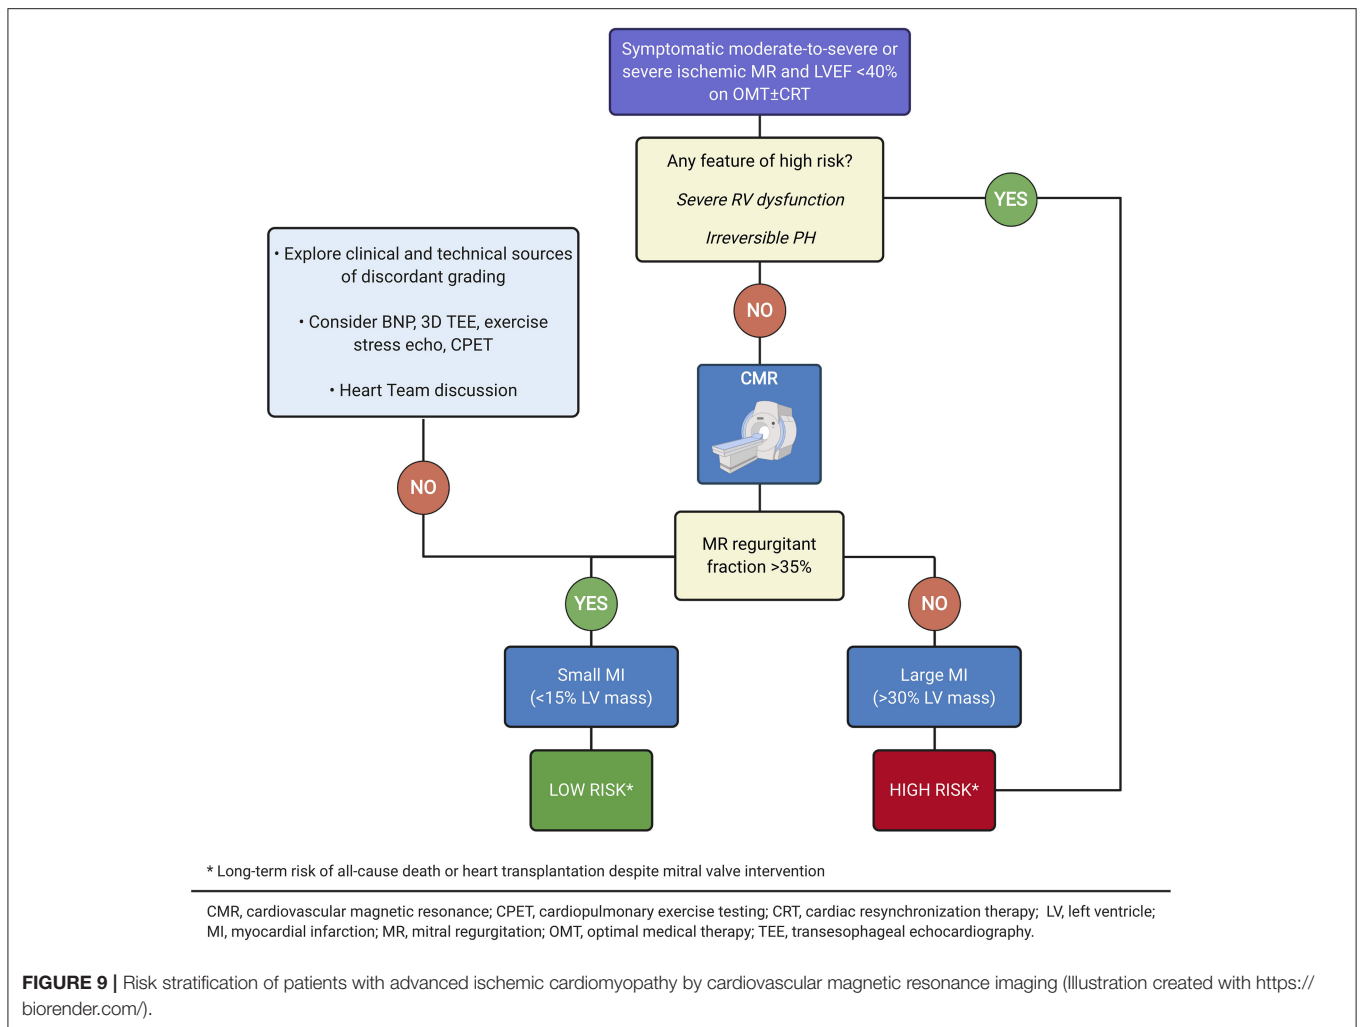 Symptomatic moderate-to-severe or
severe ischemic MR and LVEF <40%
on OMT±CRT
Any feature of high risk?
Severe RV dysfunction
Irreversible PH
YES
• Explore clinical and technical sources
of discordant grading
• Consider BNP, 3D TEE, exercise
stress echo, CPET
• Heart Team discussion
NO
CMR
NO
MR regurgitant
fraction >35%
YES
NO
Small MI
(<15% LV mass)
Large MI
(>30% LV mass)
LOW RISK*
HIGH RISK*
* Long-term risk of all-cause death or heart transplantation despite mitral valve intervention
CMR, cardiovascular magnetic resonance; CPET, cardiopulmonary exercise testing; CRT, cardiac resynchronization therapy; LV, left ventricle;
MI, myocardial infarction; MR, mitral regurgitation; OMT, optimal medical therapy; TEE, transesophageal echocardiography.
FIGURE 9 | Risk stratification of patients with advanced ischemic cardiomyopathy by cardiovascular magnetic resonance imaging (Illustration created with https://
biorender.com/).